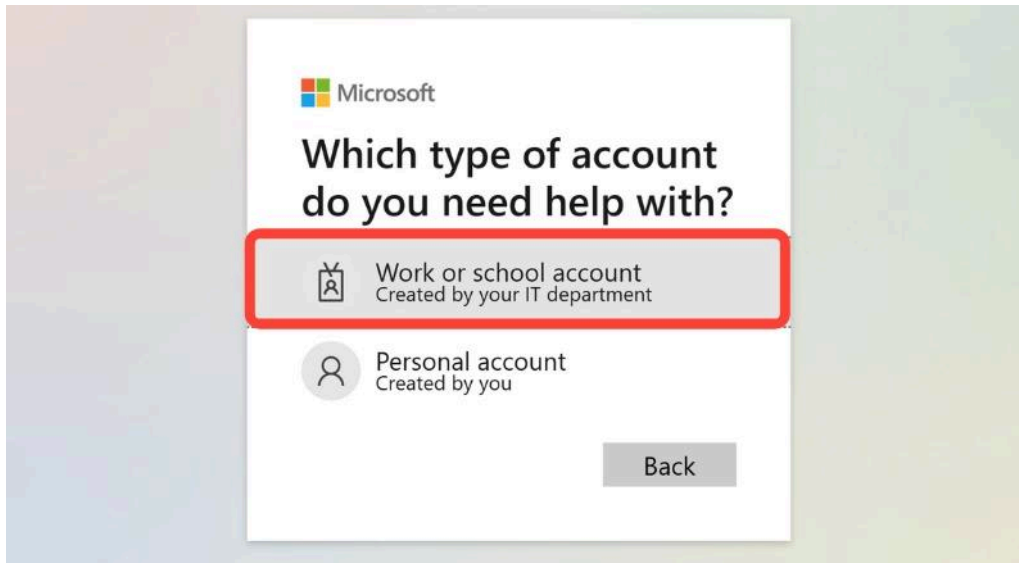 Microsoft
Which type of account
do you need help with?
Work or school account
Created by your IT department
Personal account
Created by you
Back